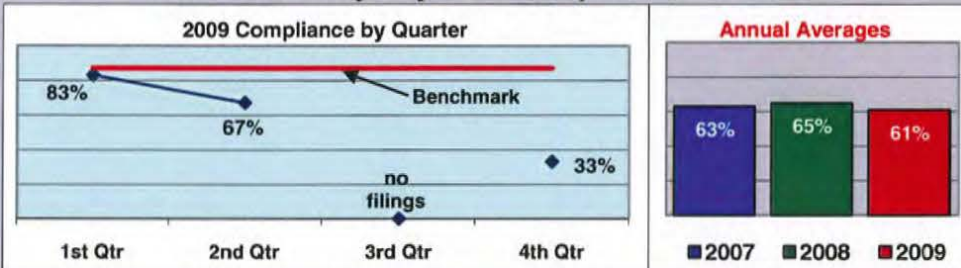 2009 Compliance by Quarter
83%
Benchmark
67%
33%
no
filings
1st Qtr 2nd Qtr 3rd Qtr 4th Qtr
Annual Averages
63% 65% 61%
2007 2008 2009